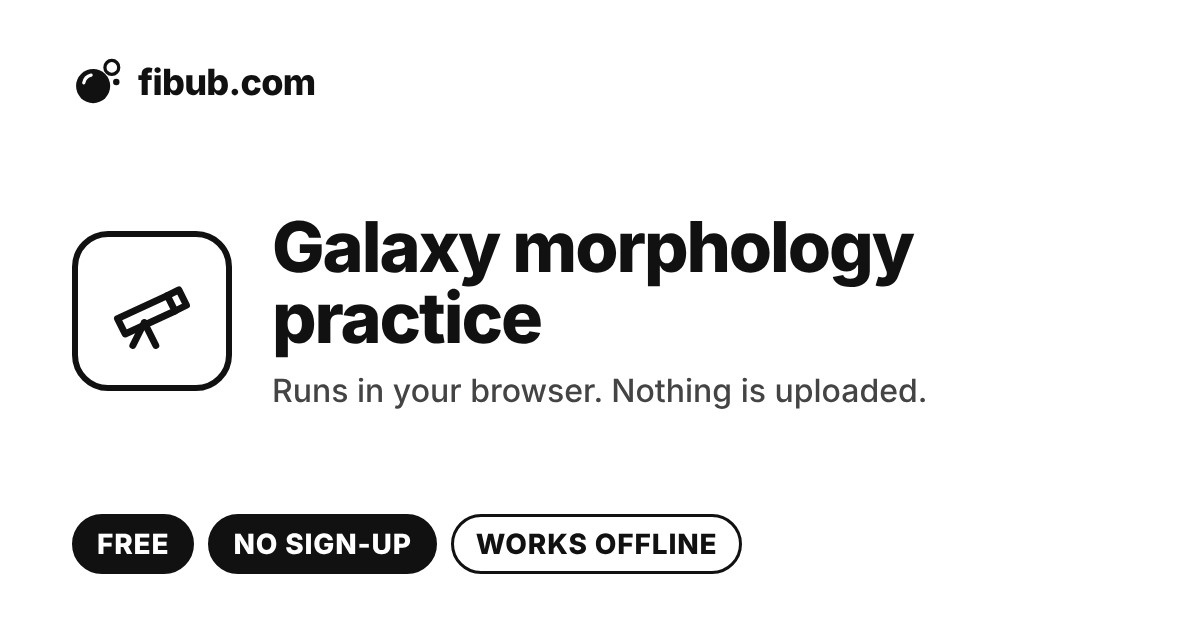 fibub.com
Galaxy morphology
practice
Runs in your browser. Nothing is uploaded.
FREE
NO SIGN-UP
WORKS OFFLINE